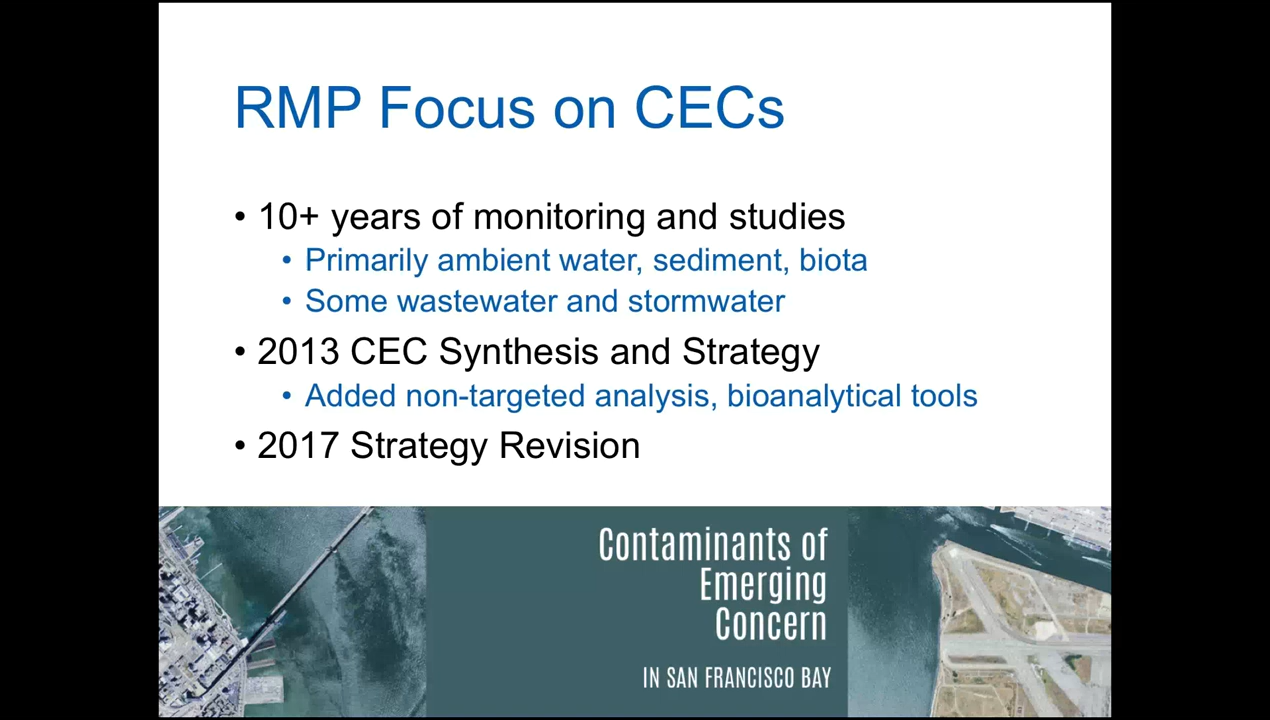 RMP Focus on CECs
• 10+ years of monitoring and studies
• Primarily ambient water, sediment, biota
• Some wastewater and stormwater
• 2013 CEC Synthesis and Strategy
• Added non-targeted analysis, bioanalytical tools
• 2017 Strategy Revision
Contaminants of
Emerging
Concern
IN SAN FRANCISCO BAY